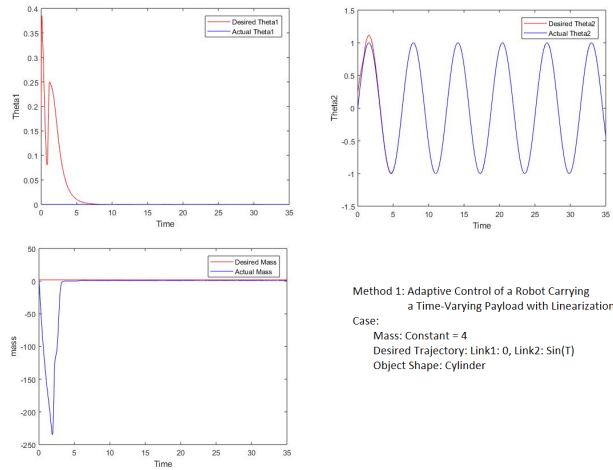 0.4
0.35
0.3
0.25
0.2
0.15
0.1
0.05
0
Theta1
Desired Theta1
Actual Theta1
0 5 10 15 20 25 30 35
Time
1.5
1
0.5
0
-0.5
-1
-1.5
Theta2
Desired Theta2
Actual Theta2
0 5 10 15 20 25 30 35
Time
50
0
-50
-100
-150
-200
-250
mass
Desired Mass
Actual Mass
0 5 10 15 20 25 30 35
Time
Method 1: Adaptive Control of a Robot Carrying
a Time-Varying Payload with Linearization
Case:
Mass: Constant = 4
Desired Trajectory: Link1: 0, Link2: Sin(T)
Object Shape: Cylinder